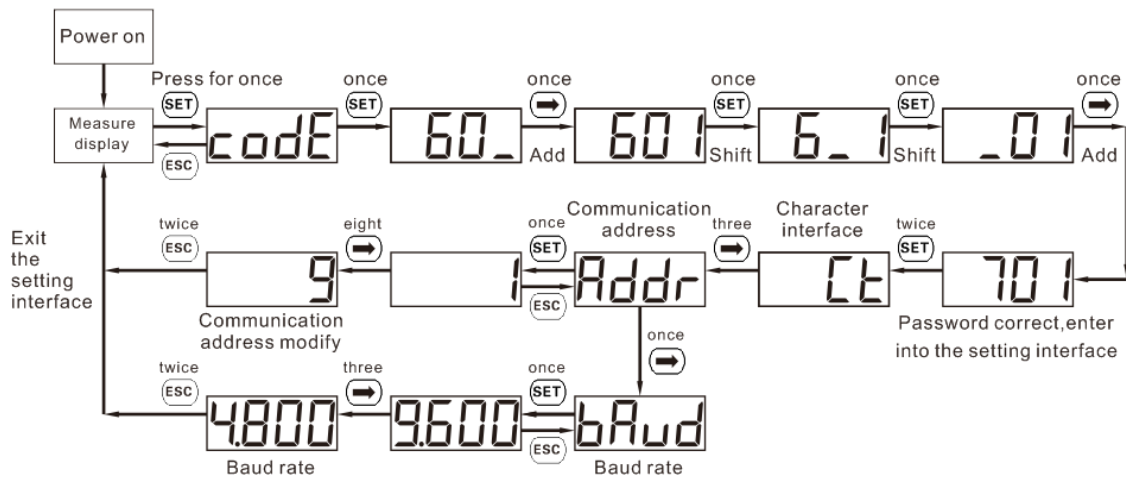 Power on
Press for once
once
once
once
once
once
SET
SET
➡
SET
SET
➡
Measure
display
codE
60_
601
6_1
_01
ESC
Add
Shift
Shift
Add
Exit
the
setting
interface
twice
ESC
eight
➡
once
SET
Communication
address
three
➡
Character
interface
twice
SET
9
1
Addr
Ct
701
ESC
Communication
address modify
Password correct,enter
into the setting interface
once
➡
twice
ESC
three
➡
once
SET
4.800
9.600
bAud
ESC
Baud rate
Baud rate